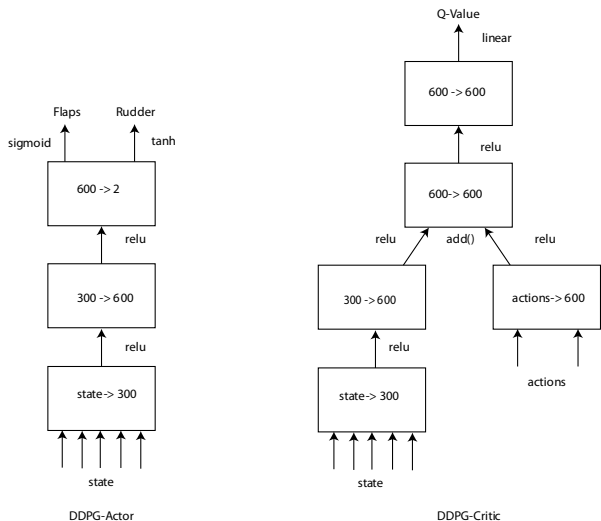 Q-Value
linear
600 -> 600
Flaps
Rudder
sigmoid
tanh
relu
600 -> 2
600-> 600
relu
relu
add()
relu
300 ->600
300 ->600
actions-> 600
relu
relu
state-> 300
state-> 300
actions
state
state
DDPG-Actor
DDPG-Critic